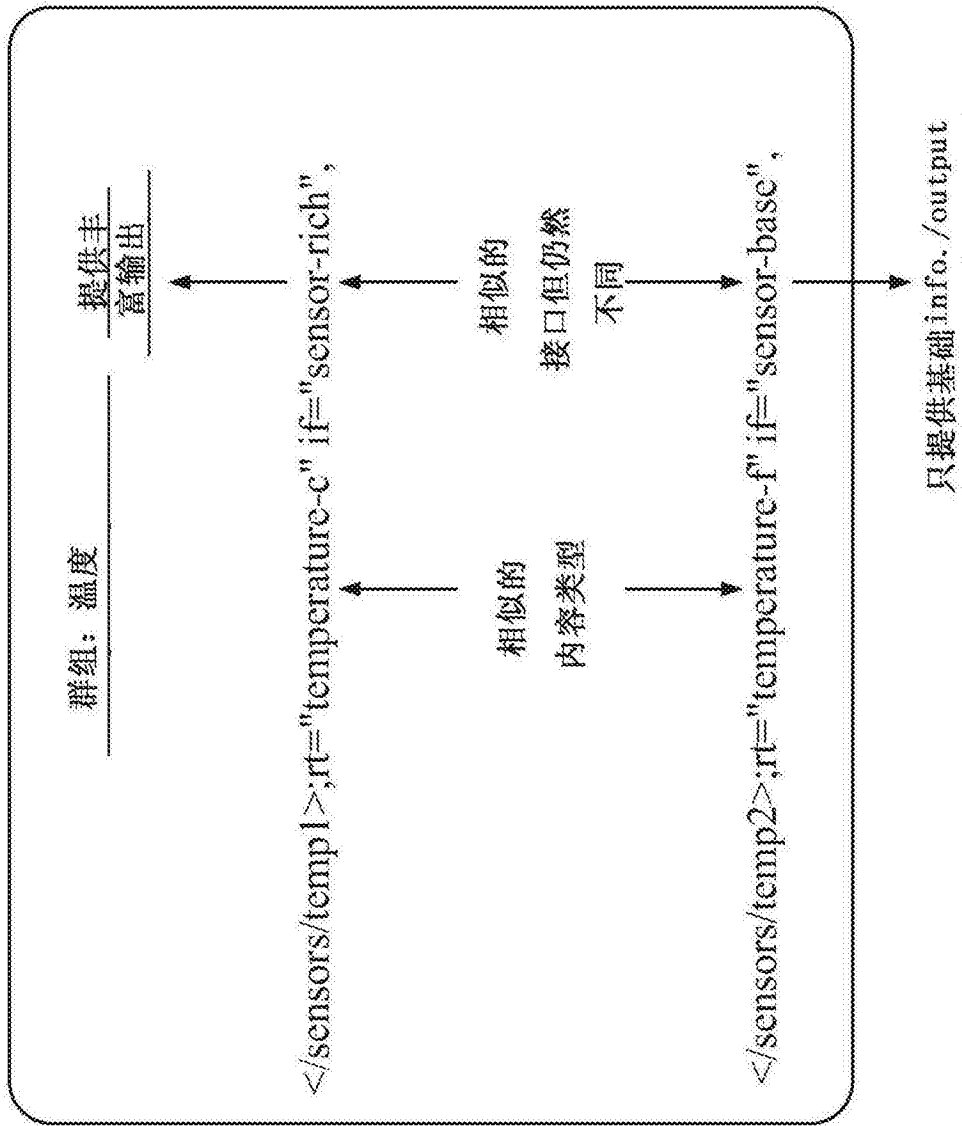 群组：温度
提供丰
富输出
</sensors/temp1>;rt="temperature-c" if="sensor-rich",
相似的
内容类型
相似的
接口但仍然
不同
</sensors/temp2>;rt="temperature-f" if="sensor-base",
只提供基础info./output